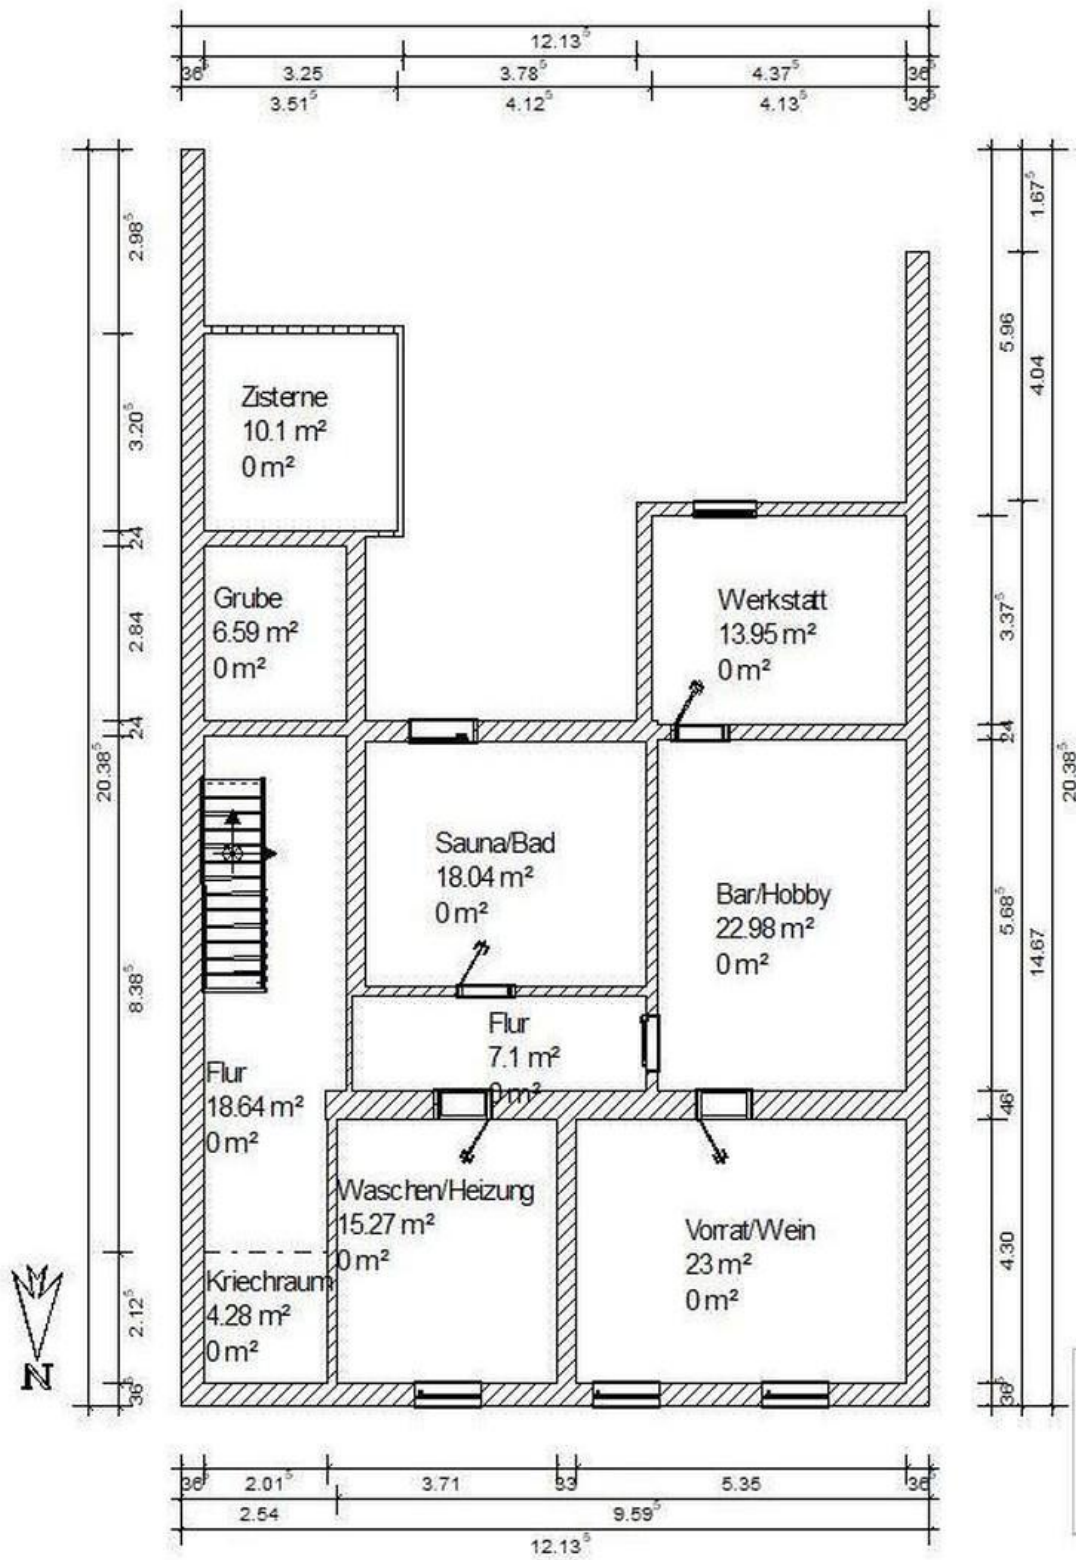 12.13⁵
36⁵ 3.25 3.78⁵ 4.37⁵ 36⁵
3.51⁵ 4.12⁵ 4.13⁵ 36⁵
2.98⁵
3.20⁵
24
2.84
24
8.38⁵
2.12⁵
36⁵
20.38⁵
Zisterne
10.1 m²
0 m²
Grube
6.59 m²
0 m²
Werkstatt
13.95 m²
0 m²
Sauna/Bad
18.04 m²
0 m²
Bar/Hobby
22.98 m²
0 m²
Flur
7.1 m²
0 m²
Flur
18.64 m²
0 m²
Waschen/Heizung
15.27 m²
0 m²
Vorrat/Wein
23 m²
0 m²
Kriechraum
4.28 m²
0 m²
N
5.96
3.37⁵
24
5.68⁵
46
4.30
36⁵
1.67⁵
4.04
14.67
20.38⁵
36⁵ 2.01⁵ 3.71 33 5.35 36⁵
2.54 9.59⁵
12.13⁵